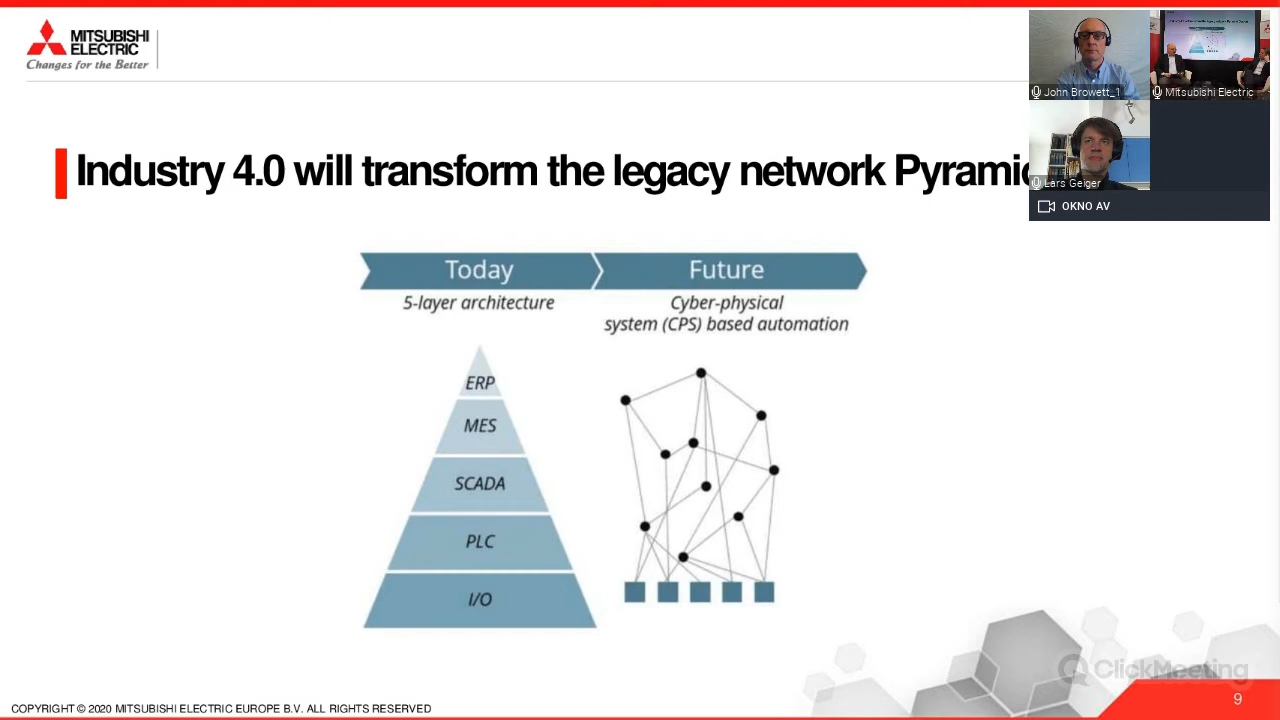 MITSUBISHI
ELECTRIC
Changes for the Better
John Browett_1
Mitsubishi Electric
Lars Geiger
OKNO AV
Industry 4.0 will transform the legacy network
Today
Future
5-layer architecture
Cyber-physical
system (CPS) based automation
ERP
MES
SCADA
PLC
I/O
ClickMeeting
COPYRIGHT © 2020 MITSUBISHI ELECTRIC EUROPE B.V. ALL RIGHTS RESERVED
9